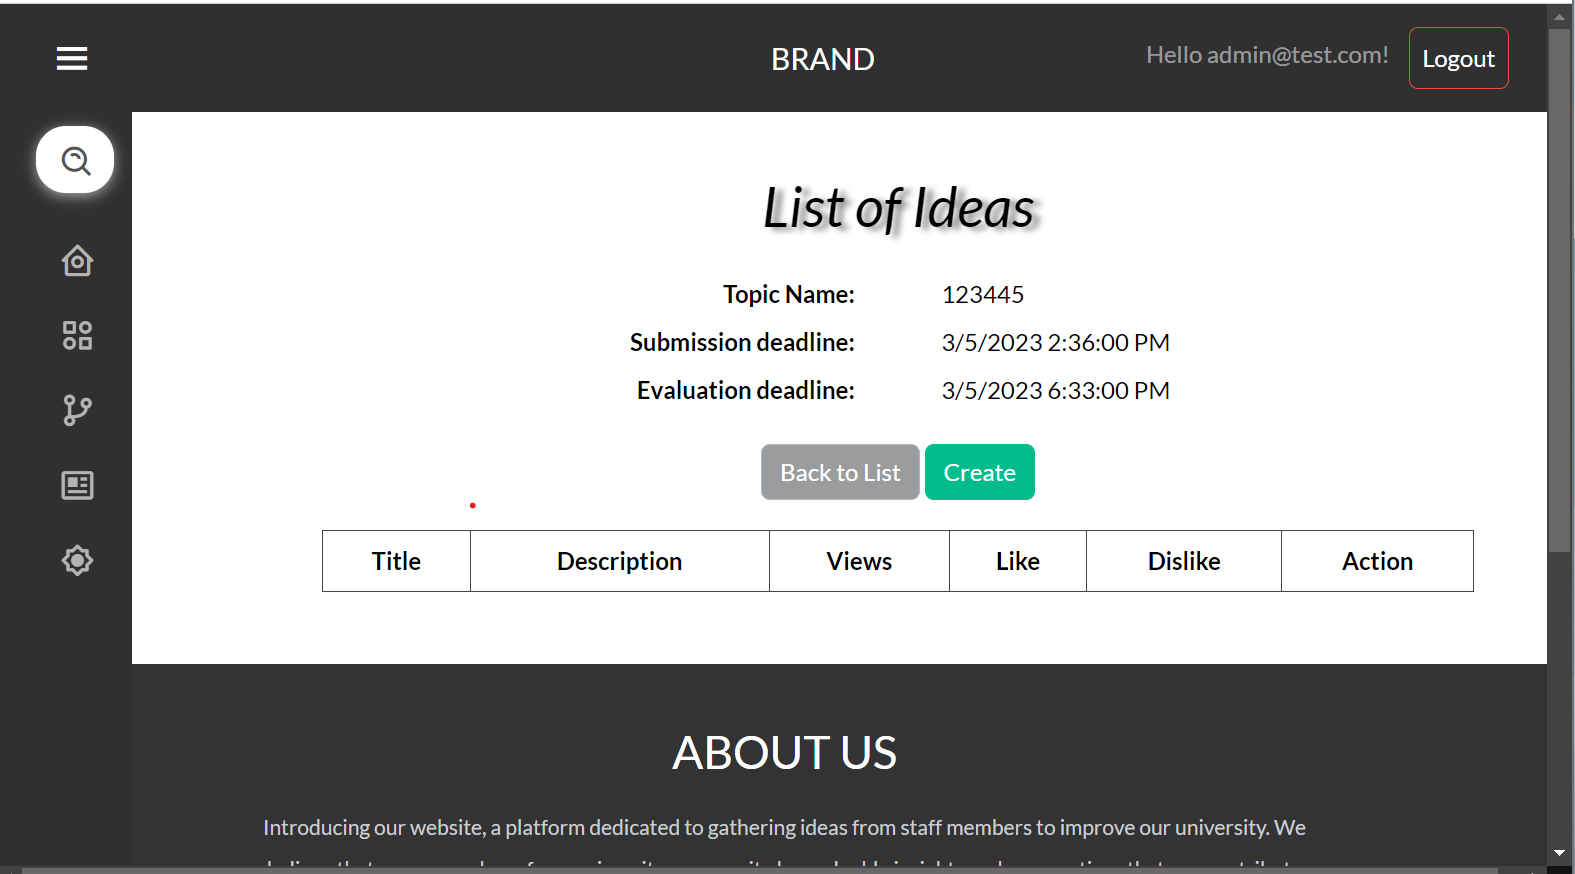 BRAND
Hello admin@test.com!
Logout
List of Ideas
Topic Name: 123445
Submission deadline: 3/5/2023 2:36:00 PM
Evaluation deadline: 3/5/2023 6:33:00 PM
Back to List Create
Title Description Views Like Dislike Action
ABOUT US
Introducing our website, a platform dedicated to gathering ideas from staff members to improve our university. We